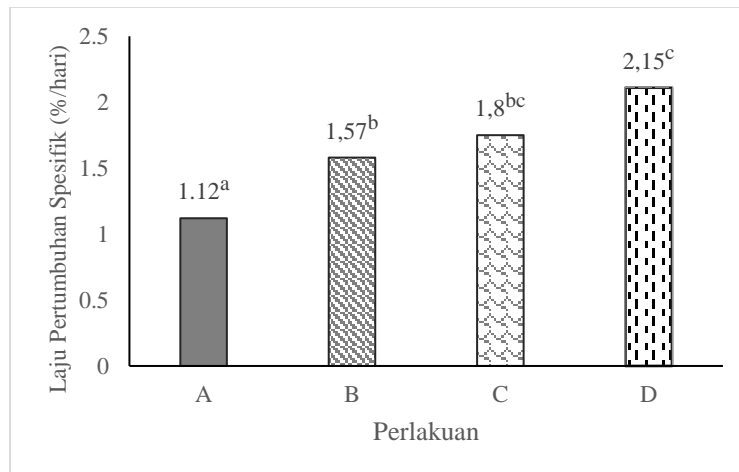 Laju Pertumbuhan Spesifik (%/hari)
2.5
2
1.5
1
0.5
0
1.12a
1,57b
1,8bc
2,15c
A B C D
Perlakuan